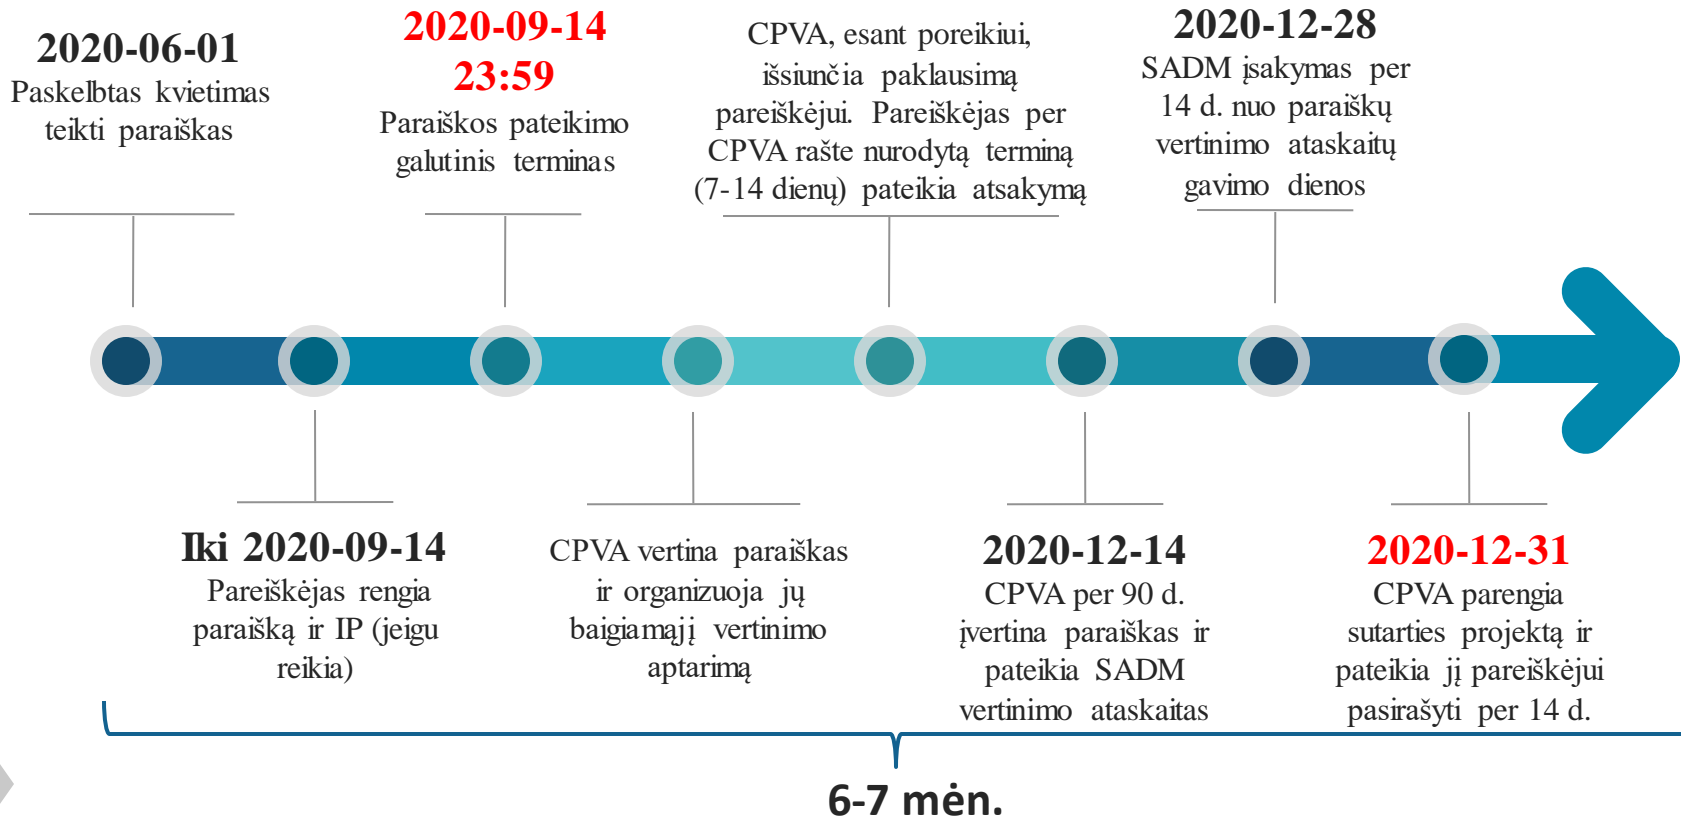 2020-06-01
Paskelbtas kvietimas
teikti paraiškas
2020-09-14
23:59
Paraiškos pateikimo
galutinis terminas
CPVA, esant poreikiui,
išsiunčia paklausimą
pareiškėjui. Pareiškėjas per
CPVA rašte nurodytą terminą
(7-14 dienų) pateikia atsakymą
2020-12-28
SADM įsakymas per
14 d. nuo paraiškų
vertinimo ataskaitų
gavimo dienos
Iki 2020-09-14
Pareiškėjas rengia
paraišką ir IP (jeigu
reikia)
CPVA vertina paraiškas
ir organizuoja jų
baigiamąjį vertinimo
aptarimą
2020-12-14
CPVA per 90 d.
įvertina paraiškas ir
pateikia SADM
vertinimo ataskaitas
2020-12-31
CPVA parengia
sutarties projektą ir
pateikia jį pareiškėjui
pasirašyti per 14 d.
6-7 mėn.